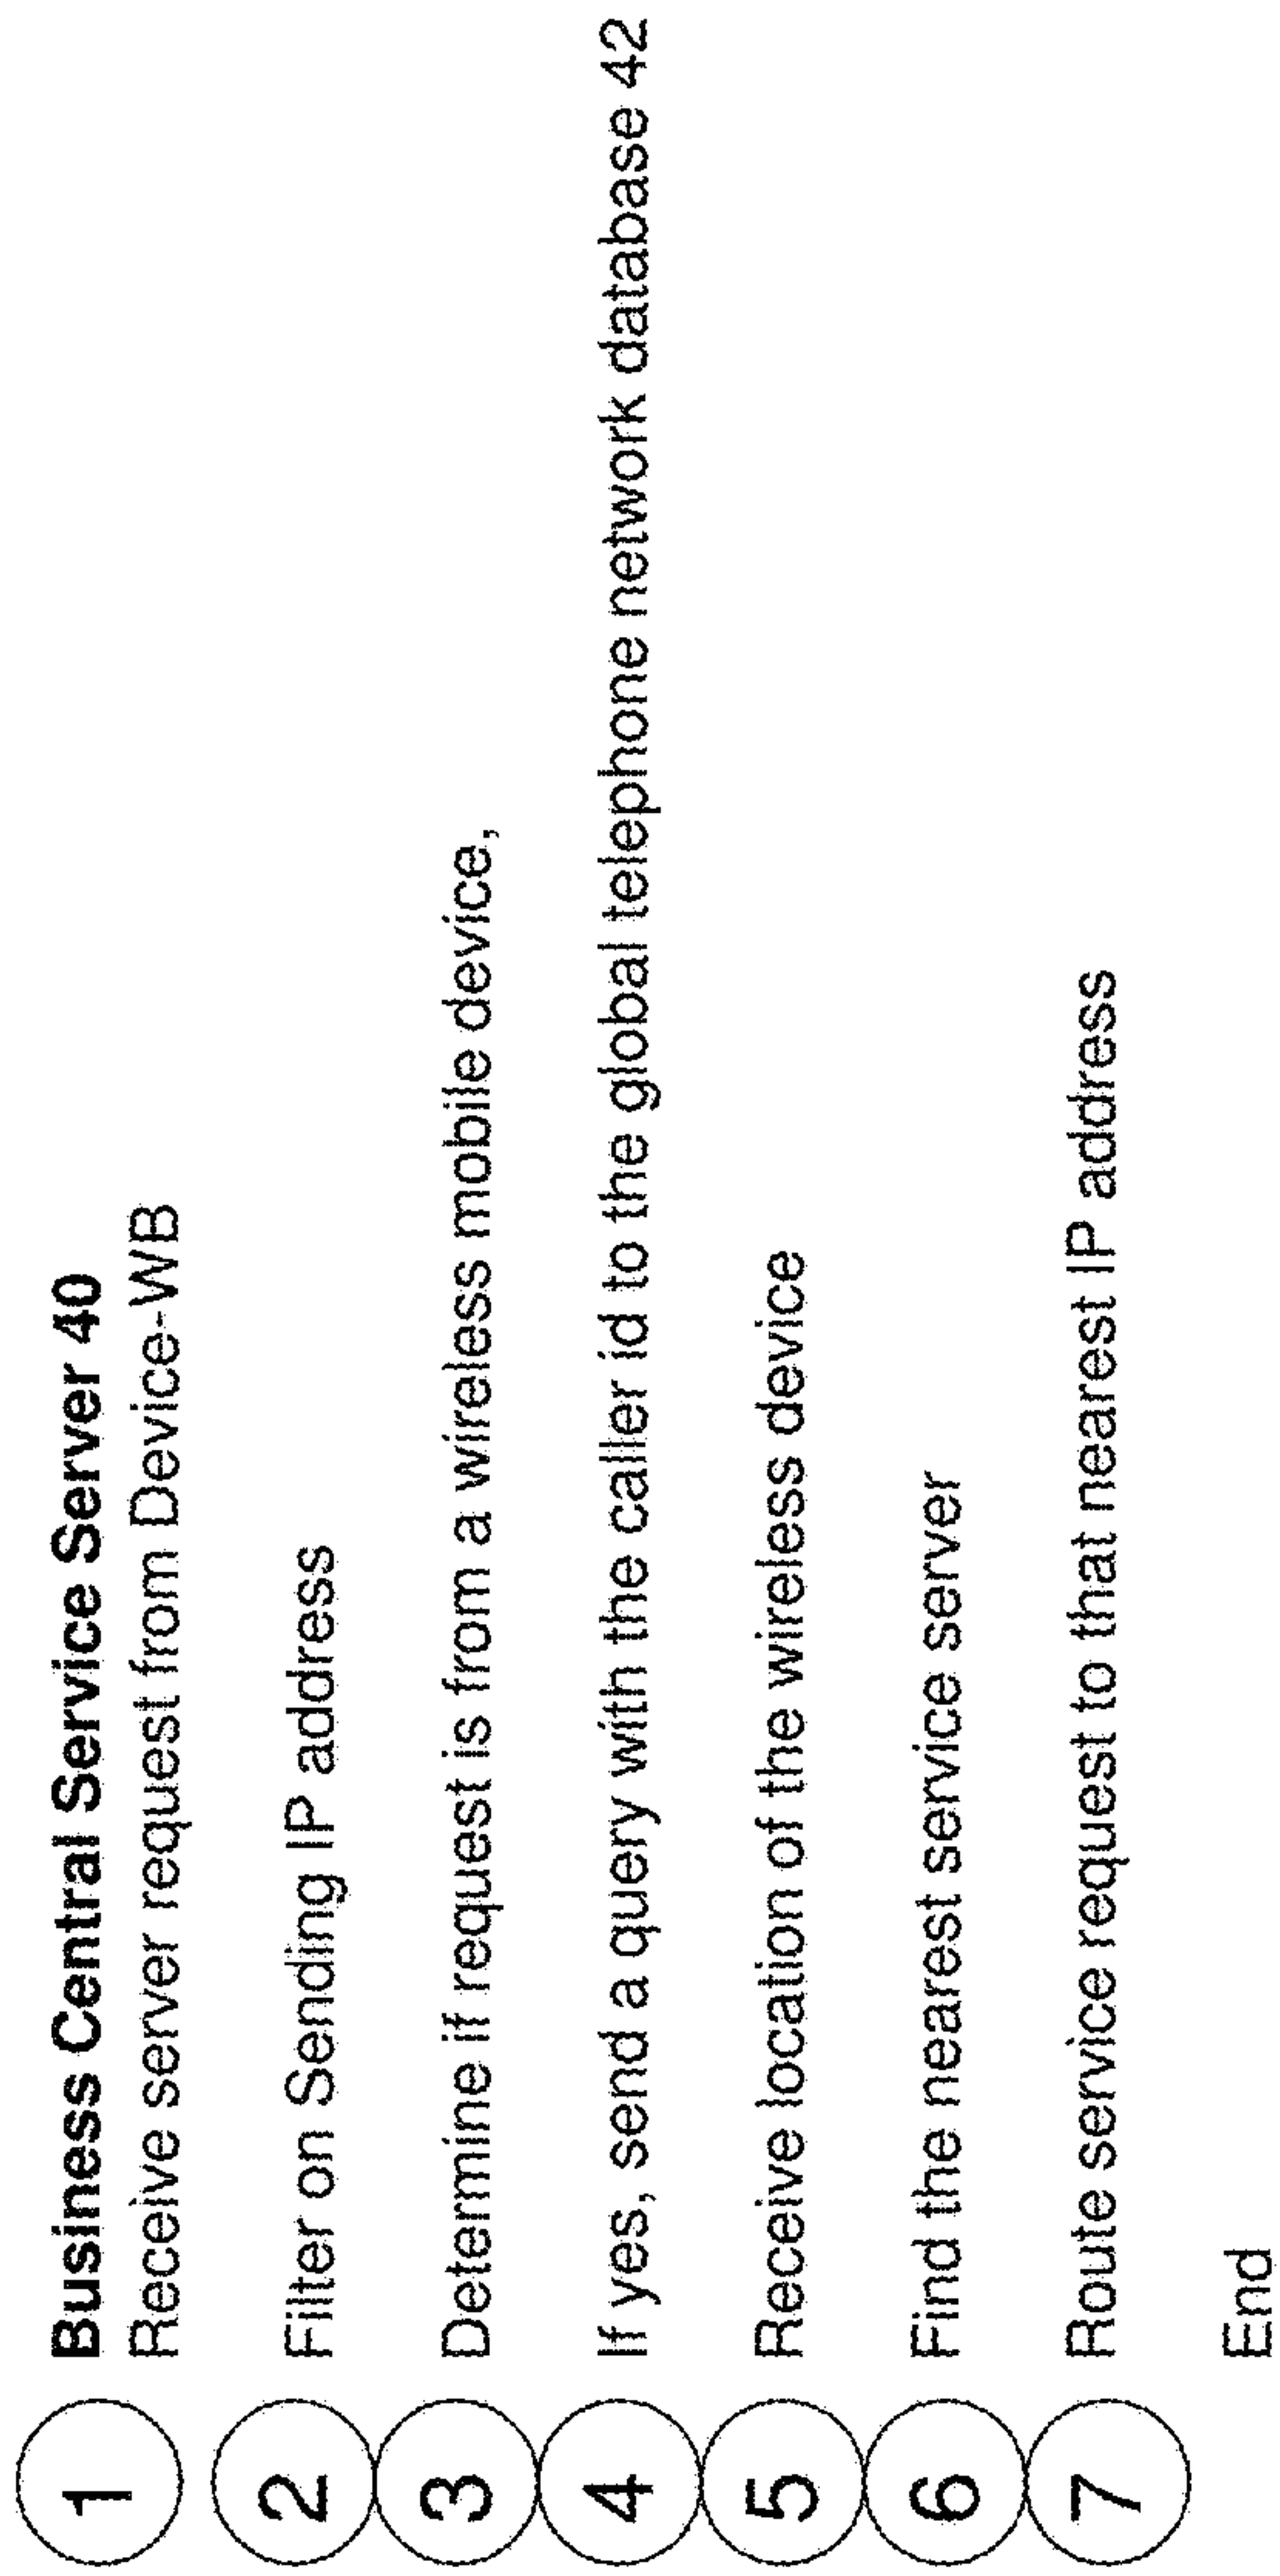 1 Business Central Service Server 40
Receive server request from Device-WB
2 Filter on Sending IP address
3 Determine if request is from a wireless mobile device,
4 If yes, send a query with the caller id to the global telephone network database 42
5 Receive location of the wireless device
6 Find the nearest service server
7 Route service request to that nearest IP address
End